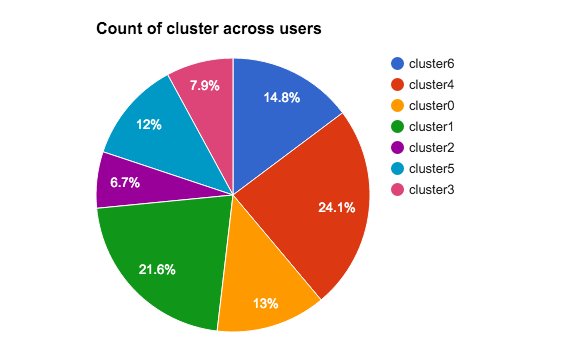 Count of cluster across users
cluster6
cluster4
cluster0
cluster1
cluster2
cluster5
cluster3
14.8%
24.1%
13%
21.6%
6.7%
12%
7.9%